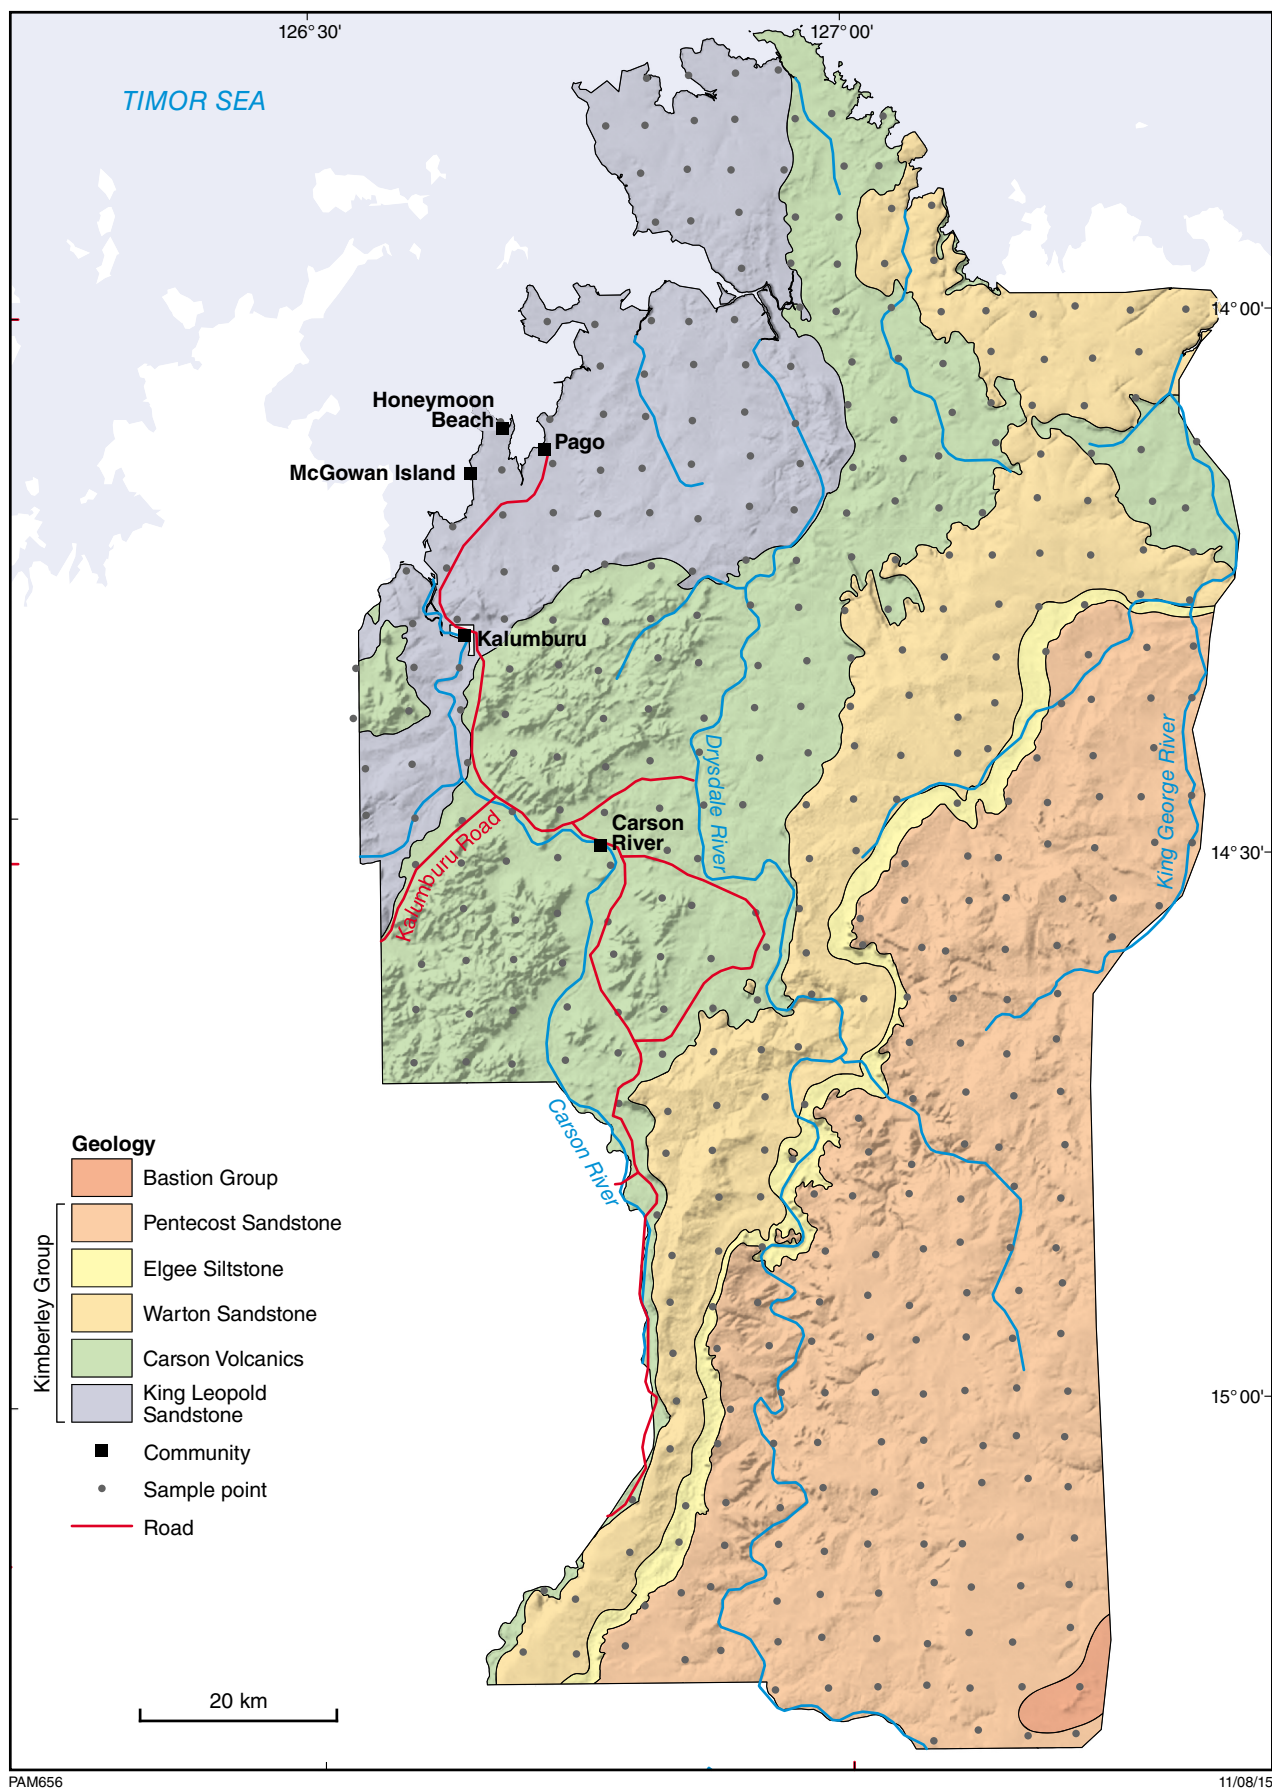 126°30'
127°00'
TIMOR SEA
14°00'
Honeymoon
Beach
Pago
McGowan Island
Kalumburu
Drysdale River
King George River
Carson
River
Kalumburu Road
14°30'
Carson River
Geology
Bastion Group
Kimberley Group
Pentecost Sandstone
Elgee Siltstone
Warton Sandstone
Carson Volcanics
King Leopold
Sandstone
15°00'
Community
Sample point
Road
20 km
PAM656
11/08/15